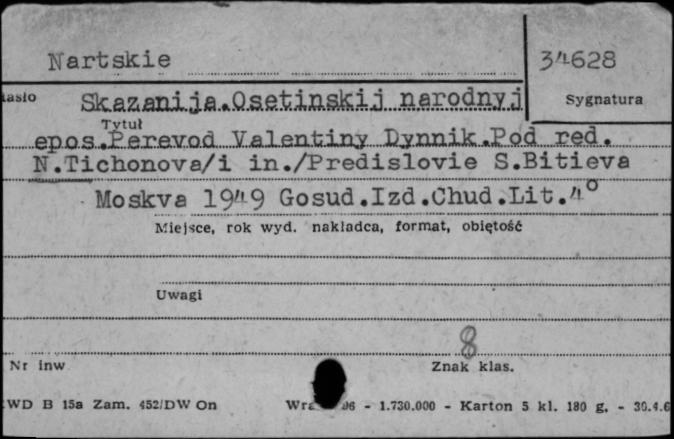 Nartskie 34628
Skazanija.Osetinskij narodnyj
Sygnatura
Tytuł
epos.Perevod Valentiny Dynnik.Pod red.
N.Tichonova/i in./Predislovie S.Bitieva
Moskva 1949 Gosud.Izd.Chud.Lit.4°
Miejsce, rok wyd. nakładca, format, objętość
Uwagi
8
Nr inw Znak klas.
WD B 15a Zam. 452/DW On - 1.730.000 - Karton 5 kl. 180 g. - 30.4.6